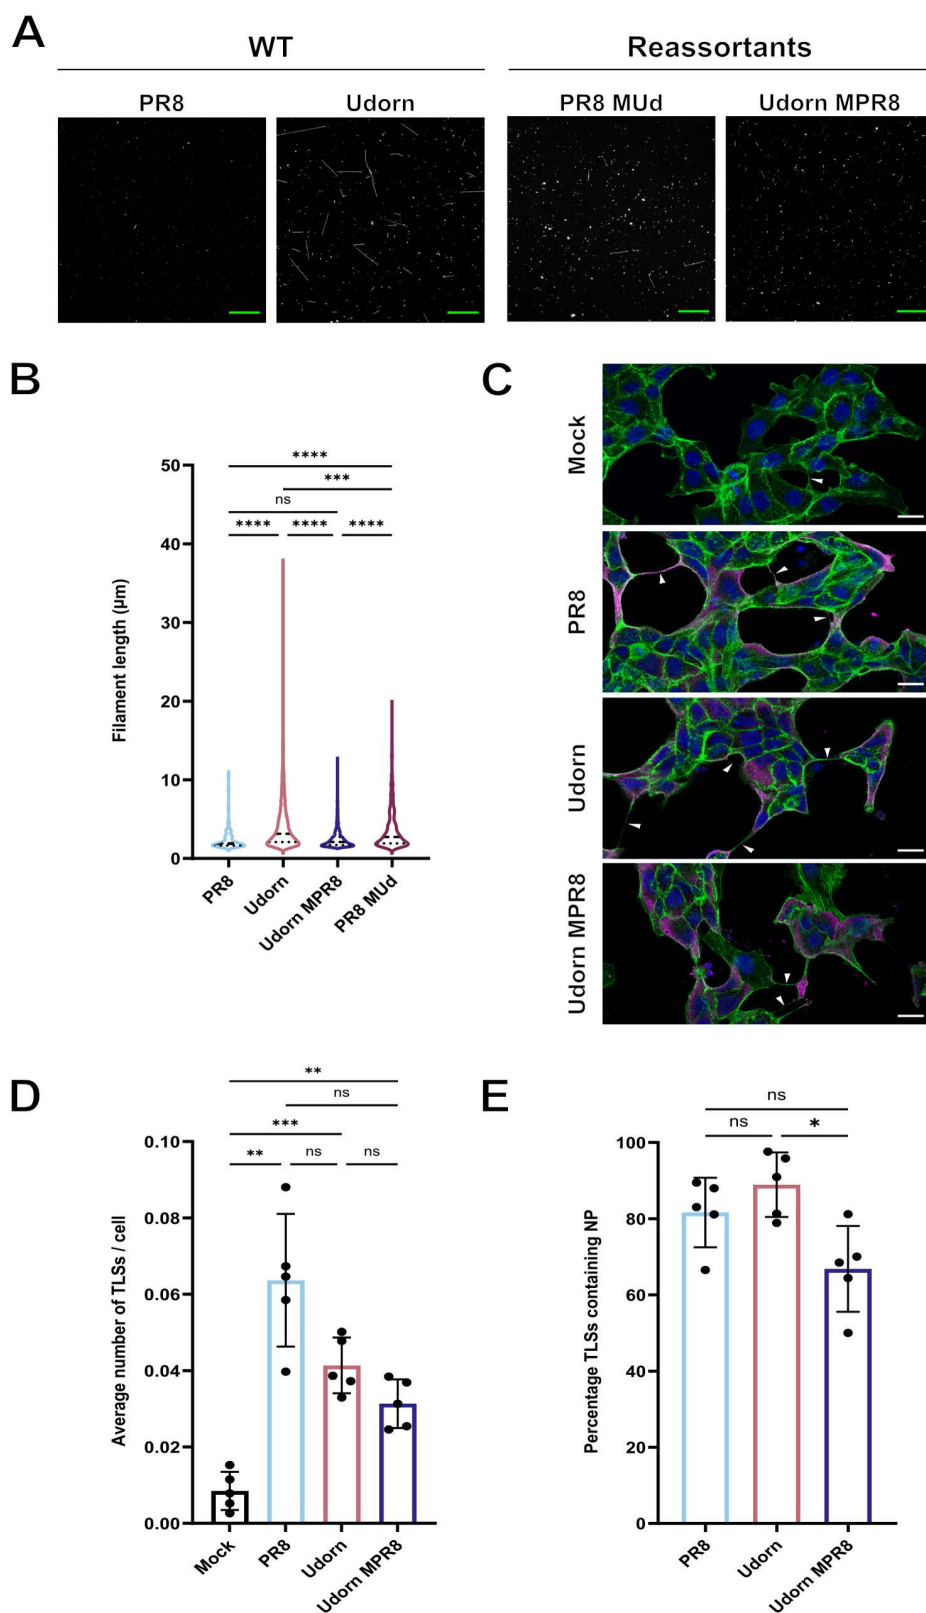 A
WT
Reassortants
PR8
Udorn
PR8 MUd
Udorn MPR8
B
Filament length (μm)
50
40
30
20
10
0
****
***
ns
**** **** ****
PR8
Udorn
Udorn MPR8
PR8 MUd
C
Mock
PR8
Udorn
Udorn MPR8
D
Average number of TLSs / cell
0.10
0.08
0.06
0.04
0.02
0.00
**
ns
***
** ns ns
Mock
PR8
Udorn
Udorn MPR8
E
Percentage TLSs containing NP
100
80
60
40
20
0
ns
ns *
PR8
Udorn
Udorn MPR8